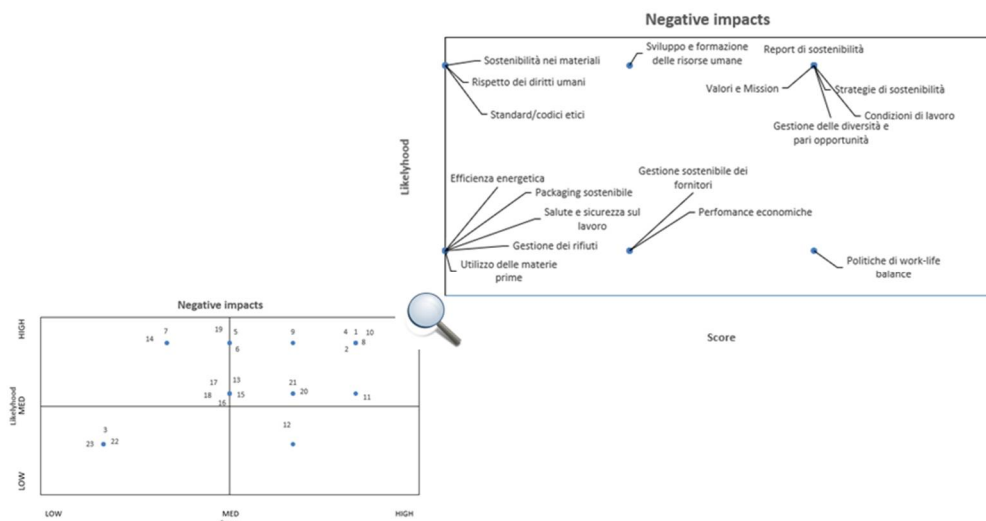 Negative impacts
Sostenibilità nei materiali
Rispetto dei diritti umani
Standard/codici etici
Sviluppo e formazione
delle risorse umane
Report di sostenibilità
Valori e Mission
Strategie di sostenibilità
Condizioni di lavoro
Gestione delle diversità e
pari opportunità
Likelyhood
Efficienza energetica
Packaging sostenibile
Salute e sicurezza sul
lavoro
Gestione dei rifiuti
Utilizzo delle materie
prime
Gestione sostenibile dei
fornitori
Perfomance economiche
Politiche di work-life
balance
Score
Negative impacts
HIGH
7
14
19
5
6
9
4
1
10
8
2
Likelyhood
MED
17
13
18
15
16
21
20
11
3
23
22
12
LOW
LOW
MED
HIGH